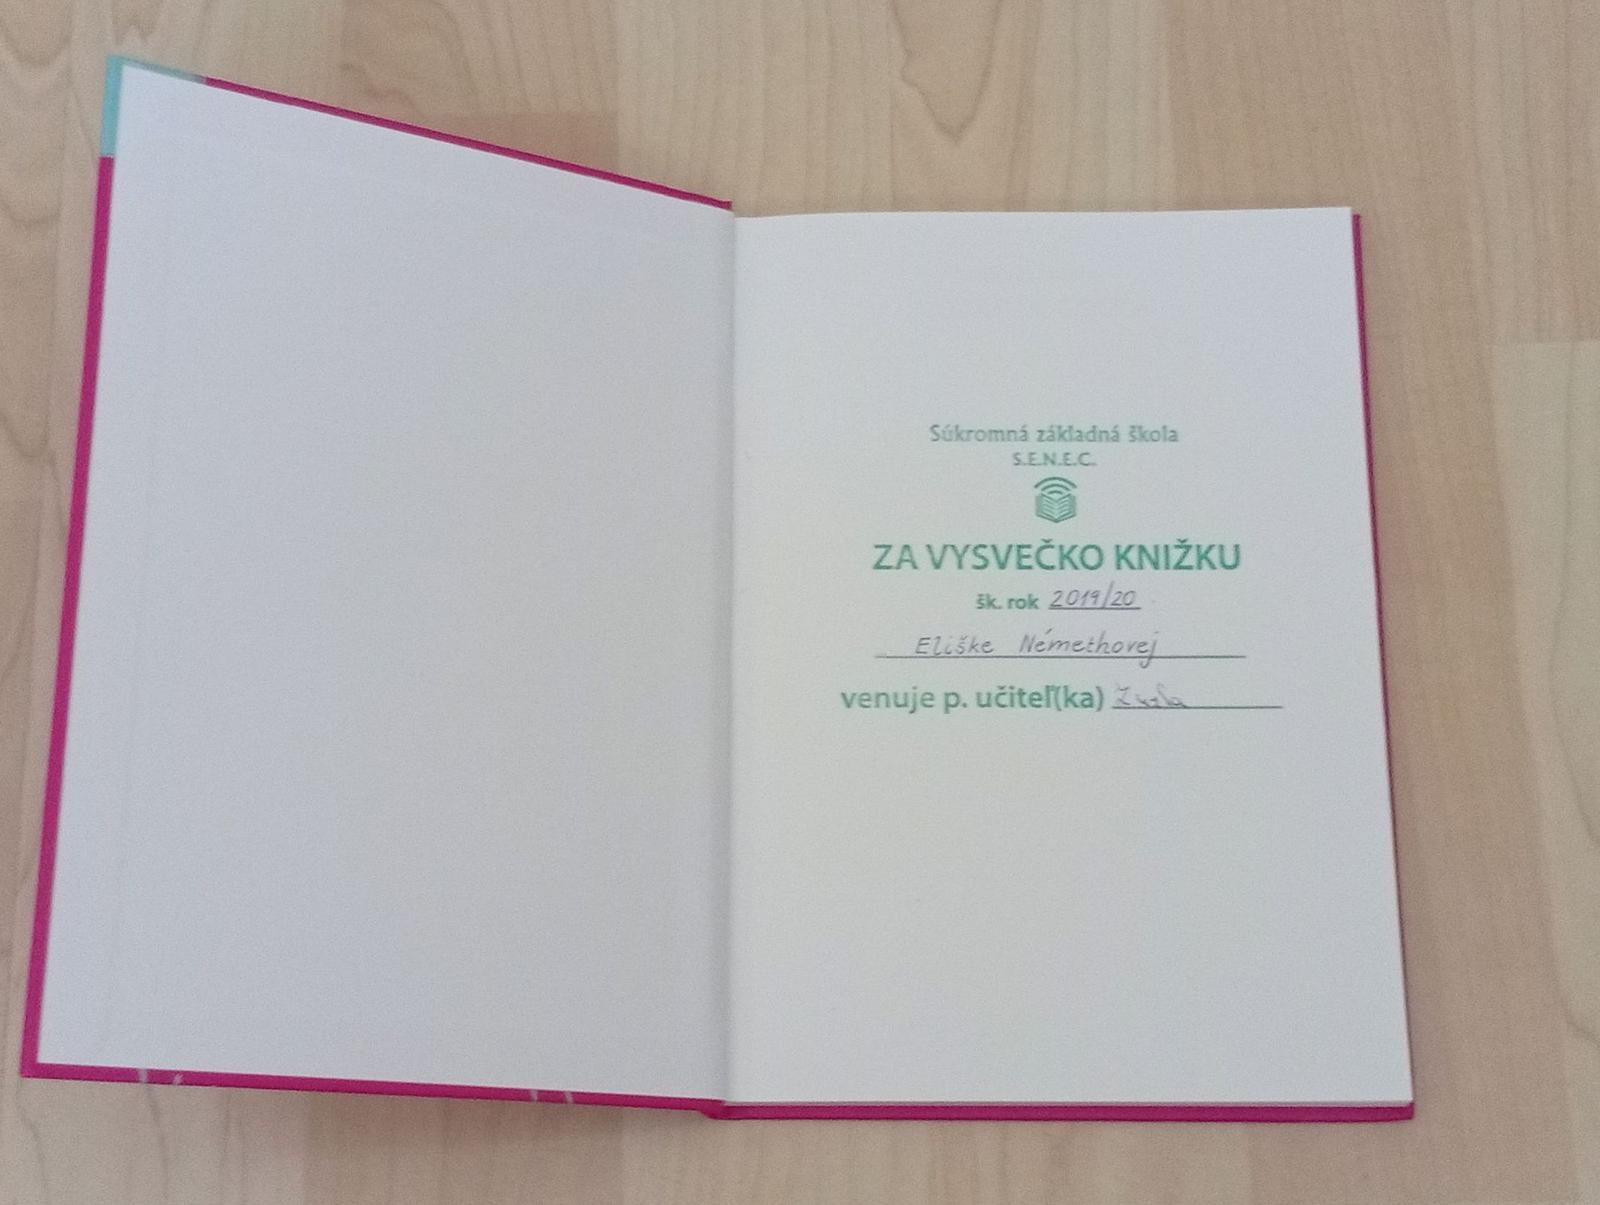 Súkromná základná škola
S.E.N.E.C.
ZA VYSVEČKO KNIŽKU
šk. rok 2019/20
Eliške Némethovej
venuje p. učiteľ(ka)